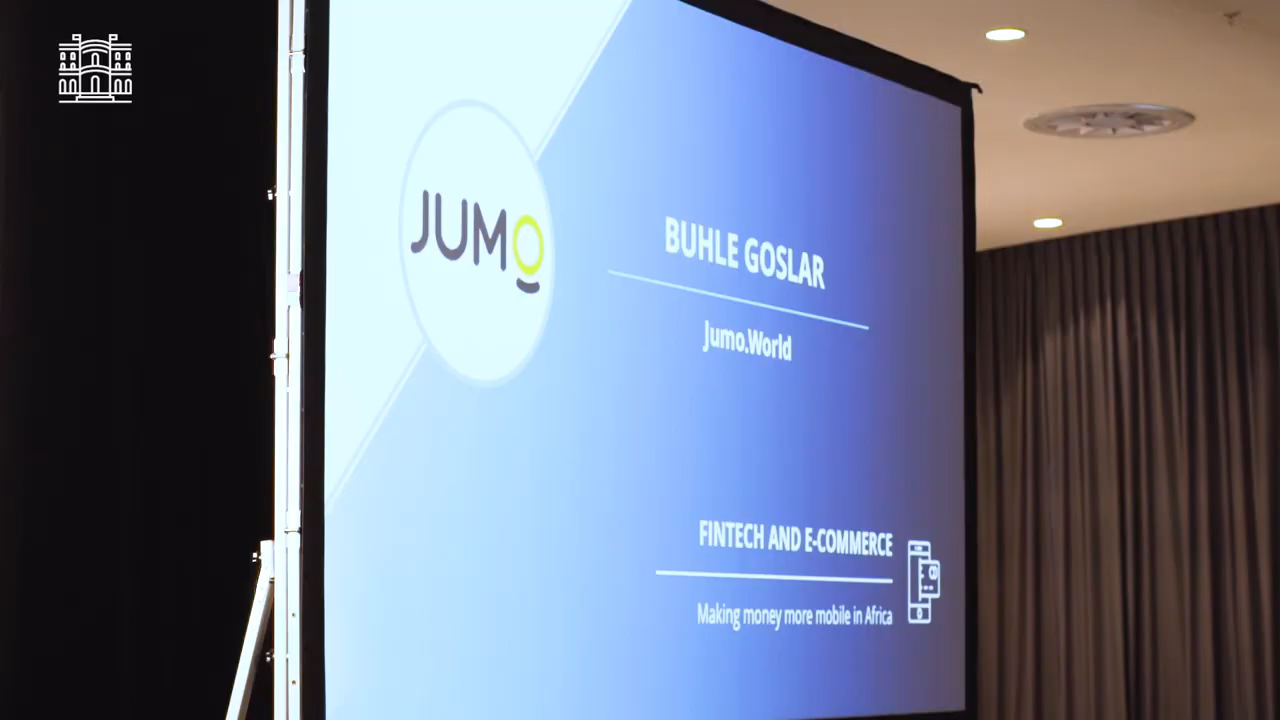 JUMO
BUHLE GOSLAR
Jumo.World
FINTECH AND E-COMMERCE
Making money more mobile in Africa